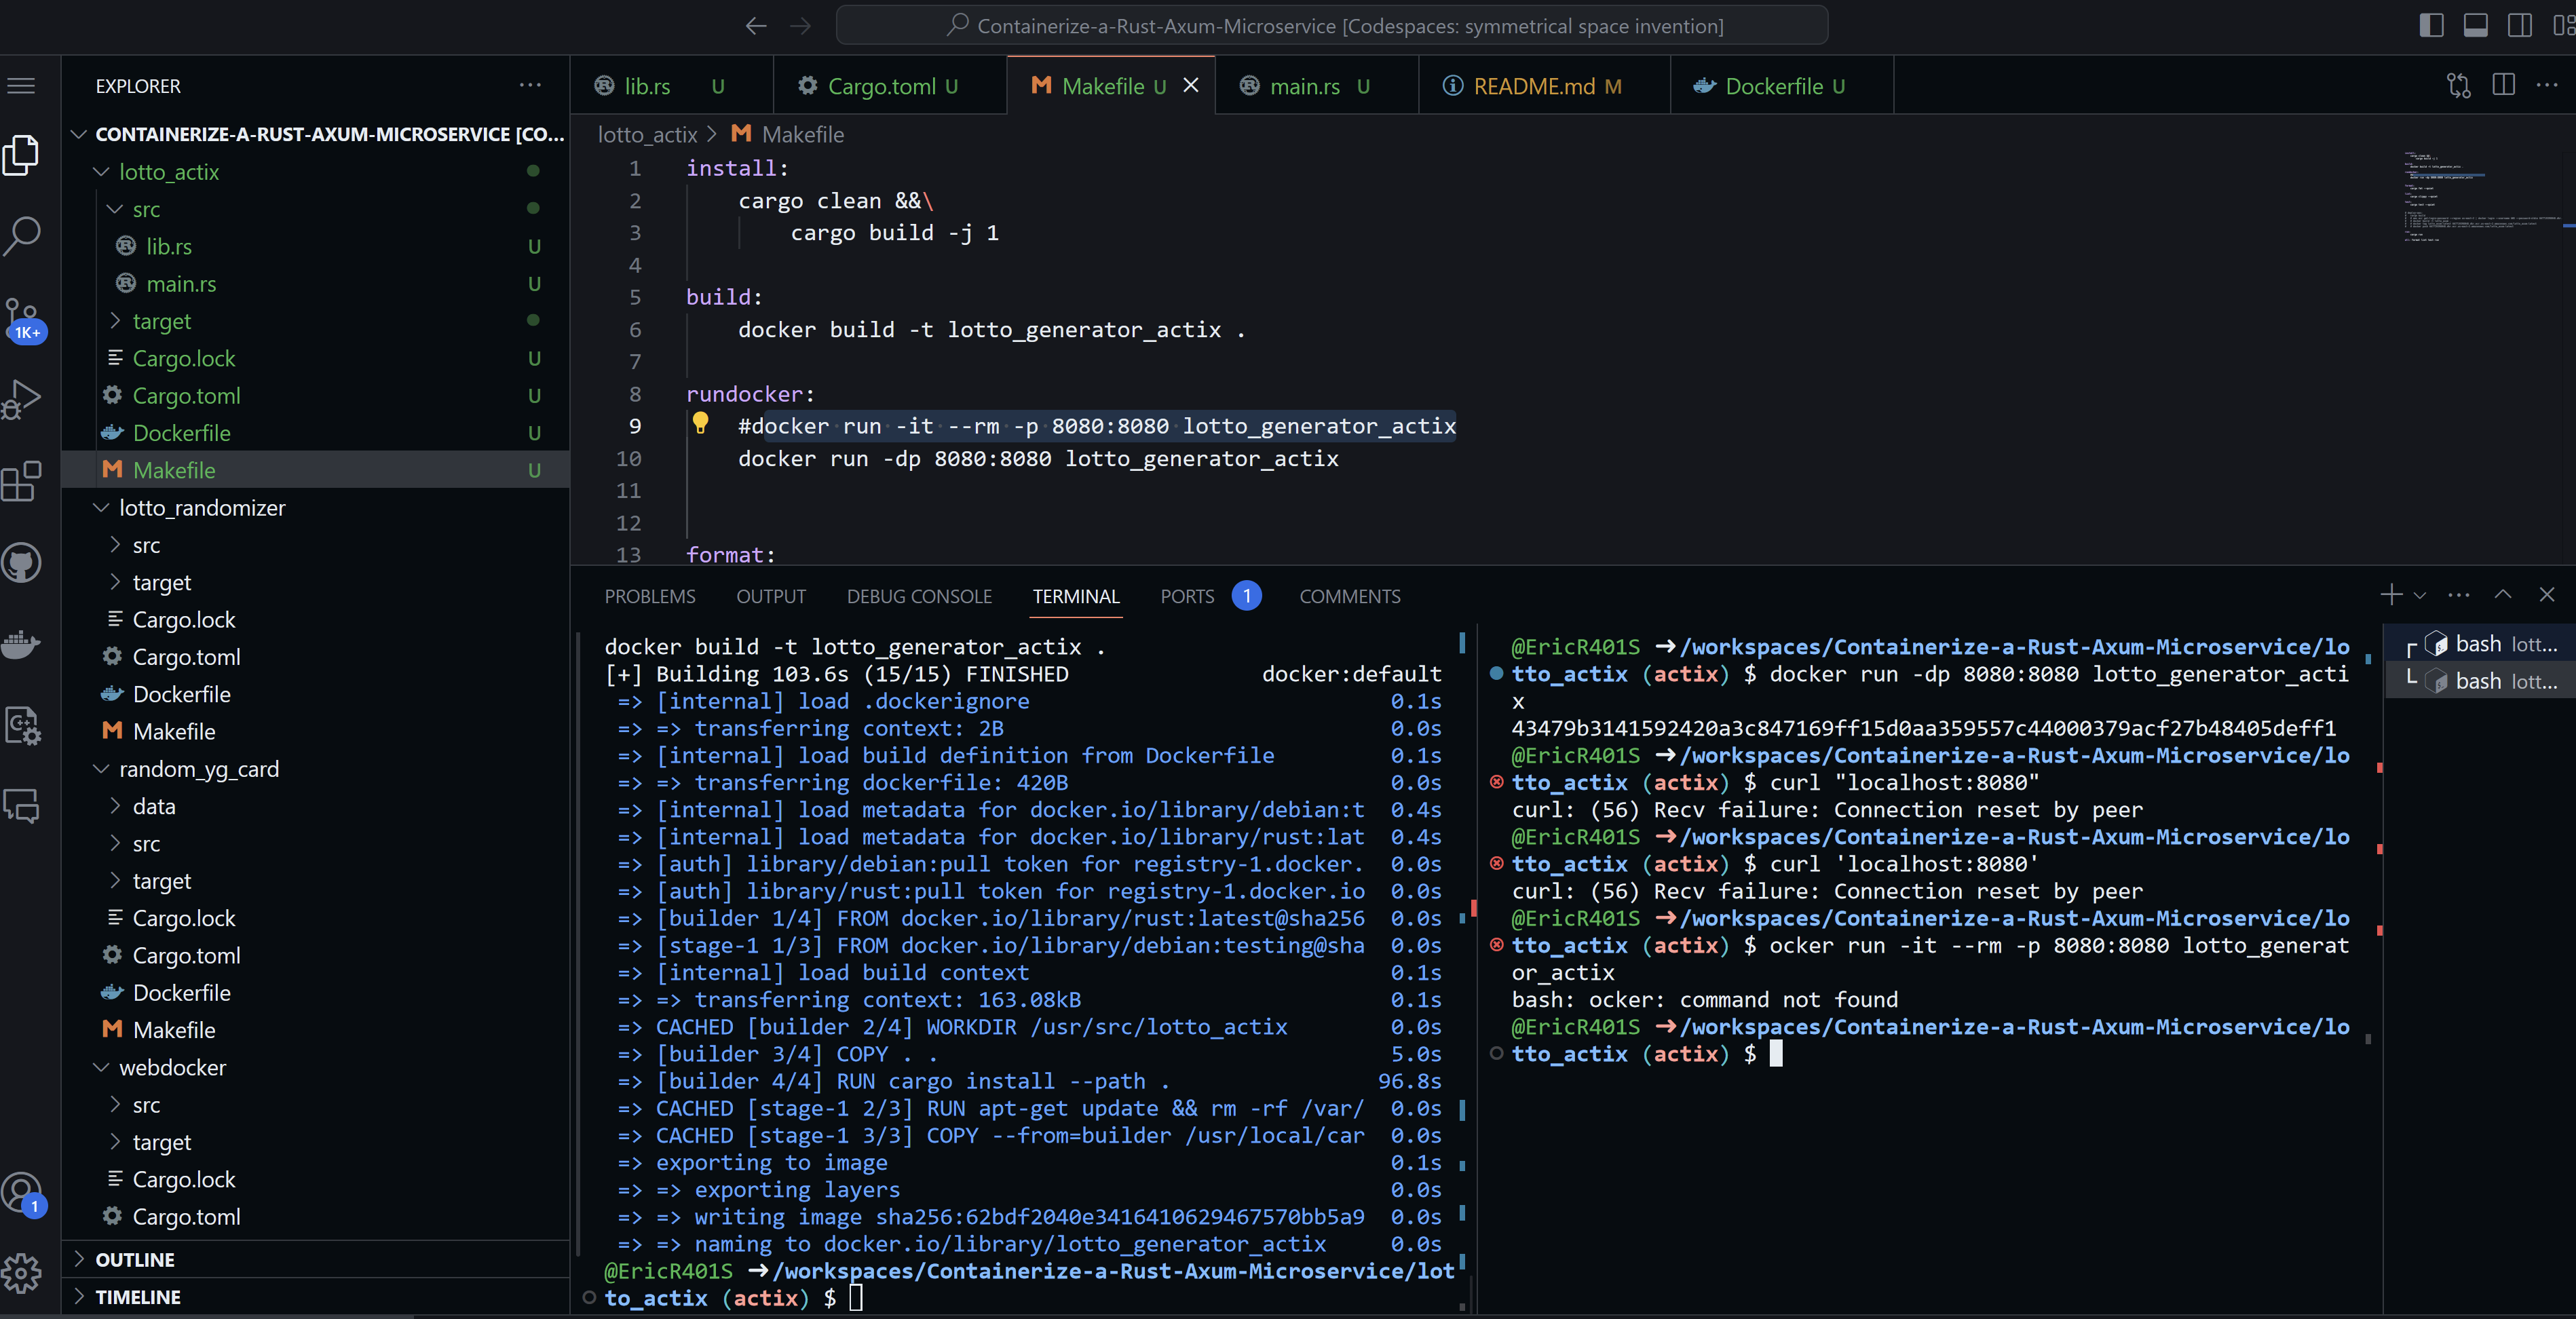 Containerize-a-Rust-Axum-Microservice [Codespaces: symmetrical space invention]
EXPLORER
CONTAINERIZE-A-RUST-AXUM-MICROSERVICE [CO...
lotto_actix
src
lib.rs U
main.rs U
target
Cargo.lock U
Cargo.toml U
Dockerfile U
Makefile U
lotto_randomizer
src
target
Cargo.lock
Cargo.toml
Dockerfile
Makefile
random_yg_card
data
src
target
Cargo.lock
Cargo.toml
Dockerfile
Makefile
webdocker
src
target
Cargo.lock
Cargo.toml
OUTLINE
TIMELINE
1K+
1
lib.rs U Cargo.toml U Makefile U main.rs U README.md M Dockerfile U
lotto_actix > Makefile
1 install:
2 cargo clean &&\
3 cargo build -j 1
4
5 build:
6 docker build -t lotto_generator_actix .
7
8 rundocker:
9 #docker run -it --rm -p 8080:8080 lotto_generator_actix
10 docker run -dp 8080:8080 lotto_generator_actix
11
12
13 format:
PROBLEMS OUTPUT DEBUG CONSOLE TERMINAL PORTS 1 COMMENTS
docker build -t lotto_generator_actix .
[+] Building 103.6s (15/15) FINISHED docker:default
=> [internal] load .dockerignore 0.1s
=> => transferring context: 2B 0.0s
=> [internal] load build definition from Dockerfile 0.1s
=> => transferring dockerfile: 420B 0.0s
=> [internal] load metadata for docker.io/library/debian:t 0.4s
=> [internal] load metadata for docker.io/library/rust:lat 0.4s
=> [auth] library/debian:pull token for registry-1.docker. 0.0s
=> [auth] library/rust:pull token for registry-1.docker.io 0.0s
=> [builder 1/4] FROM docker.io/library/rust:latest@sha256 0.0s
=> [stage-1 1/3] FROM docker.io/library/debian:testing@sha 0.0s
=> [internal] load build context 0.1s
=> => transferring context: 163.08kB 0.1s
=> CACHED [builder 2/4] WORKDIR /usr/src/lotto_actix 0.0s
=> [builder 3/4] COPY . . 5.0s
=> [builder 4/4] RUN cargo install --path . 96.8s
=> CACHED [stage-1 2/3] RUN apt-get update && rm -rf /var/ 0.0s
=> CACHED [stage-1 3/3] COPY --from=builder /usr/local/car 0.0s
=> exporting to image 0.1s
=> => exporting layers 0.0s
=> => writing image sha256:62bdf2040e3416410629467570bb5a9 0.0s
=> => naming to docker.io/library/lotto_generator_actix 0.0s
@EricR401S ➜/workspaces/Containerize-a-Rust-Axum-Microservice/lot
to_actix (actix) $
@EricR401S ➜/workspaces/Containerize-a-Rust-Axum-Microservice/lo
tto_actix (actix) $ docker run -dp 8080:8080 lotto_generator_acti
x
43479b3141592420a3c847169ff15d0aa359557c44000379acf27b48405deff1
@EricR401S ➜/workspaces/Containerize-a-Rust-Axum-Microservice/lo
tto_actix (actix) $ curl "localhost:8080"
curl: (56) Recv failure: Connection reset by peer
@EricR401S ➜/workspaces/Containerize-a-Rust-Axum-Microservice/lo
tto_actix (actix) $ curl 'localhost:8080'
curl: (56) Recv failure: Connection reset by peer
@EricR401S ➜/workspaces/Containerize-a-Rust-Axum-Microservice/lo
tto_actix (actix) $ ocker run -it --rm -p 8080:8080 lotto_generat
or_actix
bash: ocker: command not found
@EricR401S ➜/workspaces/Containerize-a-Rust-Axum-Microservice/lo
tto_actix (actix) $
bash lott...
bash lott...